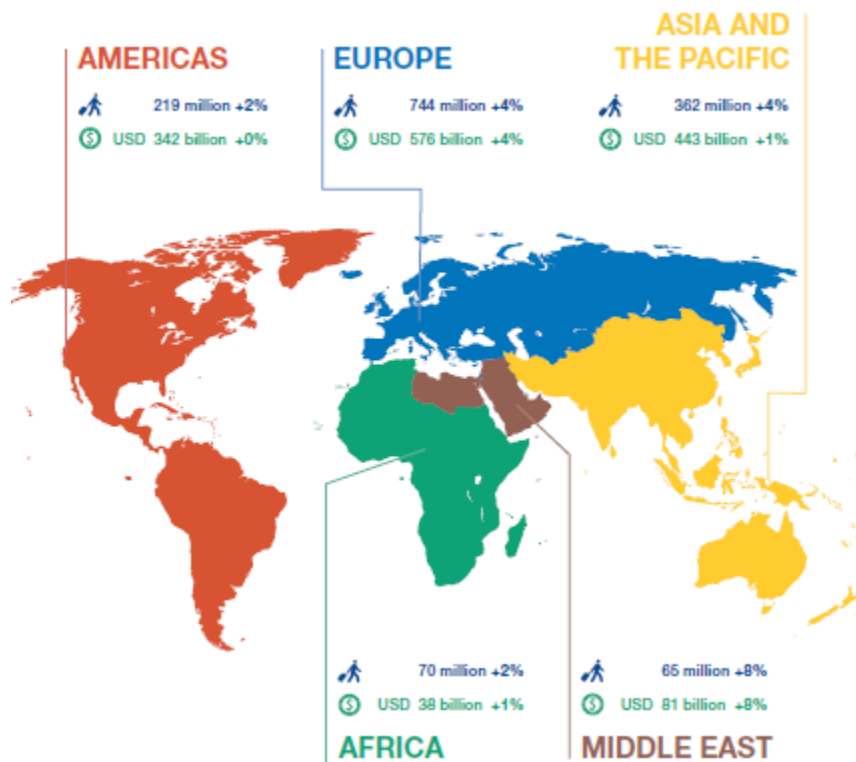 AMERICAS
219 million +2%
USD 342 billion +0%
EUROPE
744 million +4%
USD 576 billion +4%
ASIA AND
THE PACIFIC
362 million +4%
USD 443 billion +1%
70 million +2%
USD 38 billion +1%
AFRICA
65 million +8%
USD 81 billion +8%
MIDDLE EAST